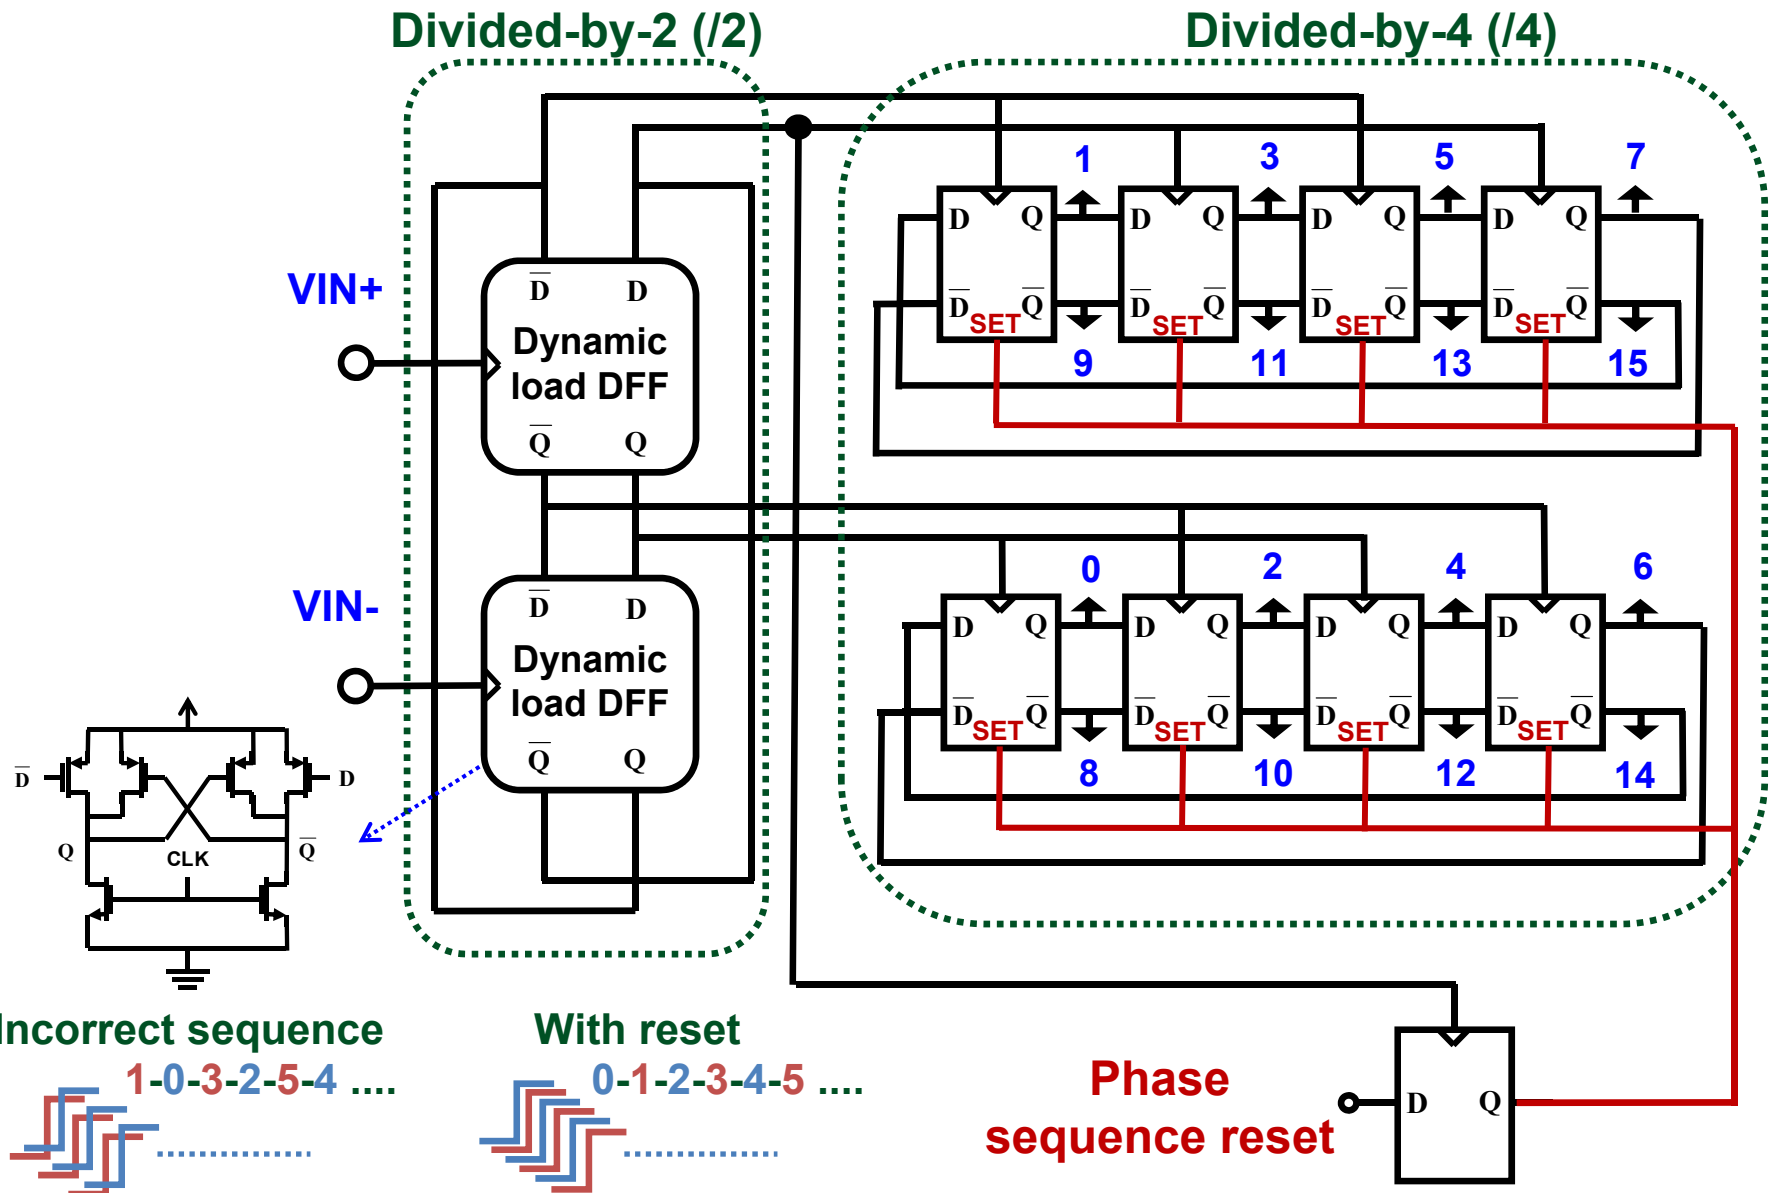 Divided-by-2 (/2)
Divided-by-4 (/4)
1 3 5 7
D Q D Q D Q D Q
D̅ SET Q̅ D̅ SET Q̅ D̅ SET Q̅ D̅ SET Q̅
9 11 13 15
VIN+
D̅ D
Dynamic
load DFF
Q̅ Q
0 2 4 6
D Q D Q D Q D Q
D̅ SET Q̅ D̅ SET Q̅ D̅ SET Q̅ D̅ SET Q̅
8 10 12 14
VIN-
D̅ D
Dynamic
load DFF
Q̅ Q
D̅ D
Q CLK Q̅
Incorrect sequence
1-0-3-2-5-4 ....
With reset
0-1-2-3-4-5 ....
Phase
sequence reset
D Q